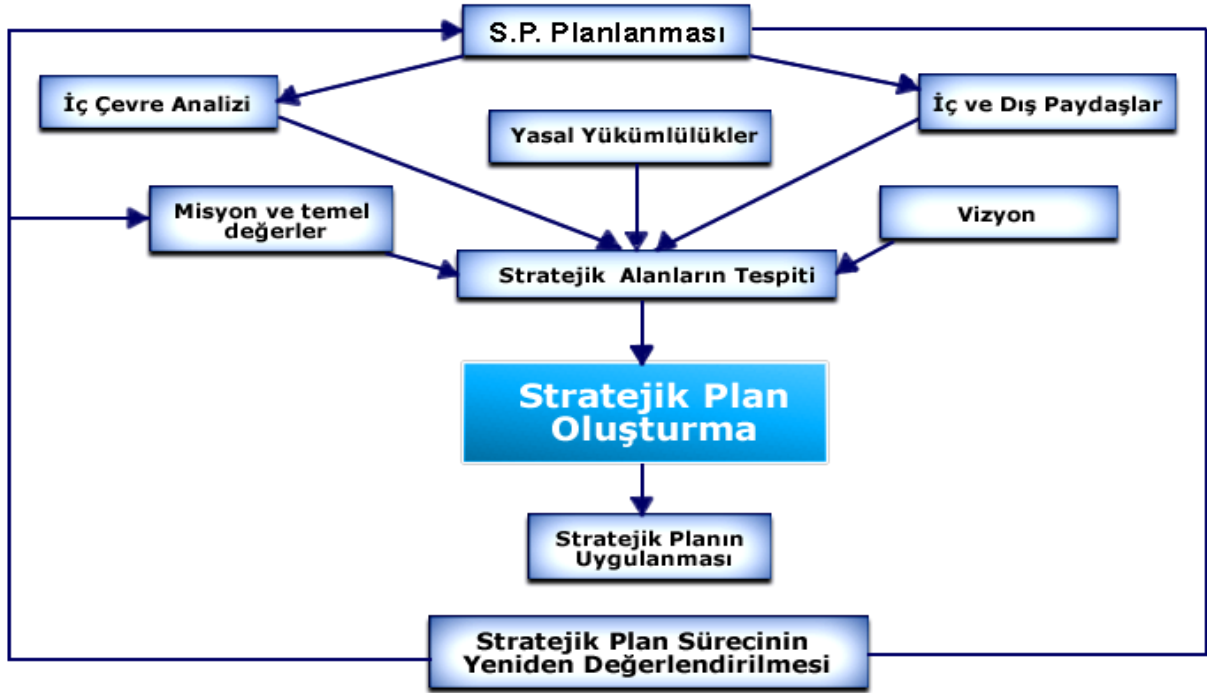 S.P. Planlanması
İç Çevre Analizi
İç ve Dış Paydaşlar
Yasal Yükümlülükler
Misyon ve temel
değerler
Vizyon
Stratejik Alanların Tespiti
Stratejik Plan
Oluşturma
Stratejik Planın
Uygulanması
Stratejik Plan Sürecinin
Yeniden Değerlendirilmesi